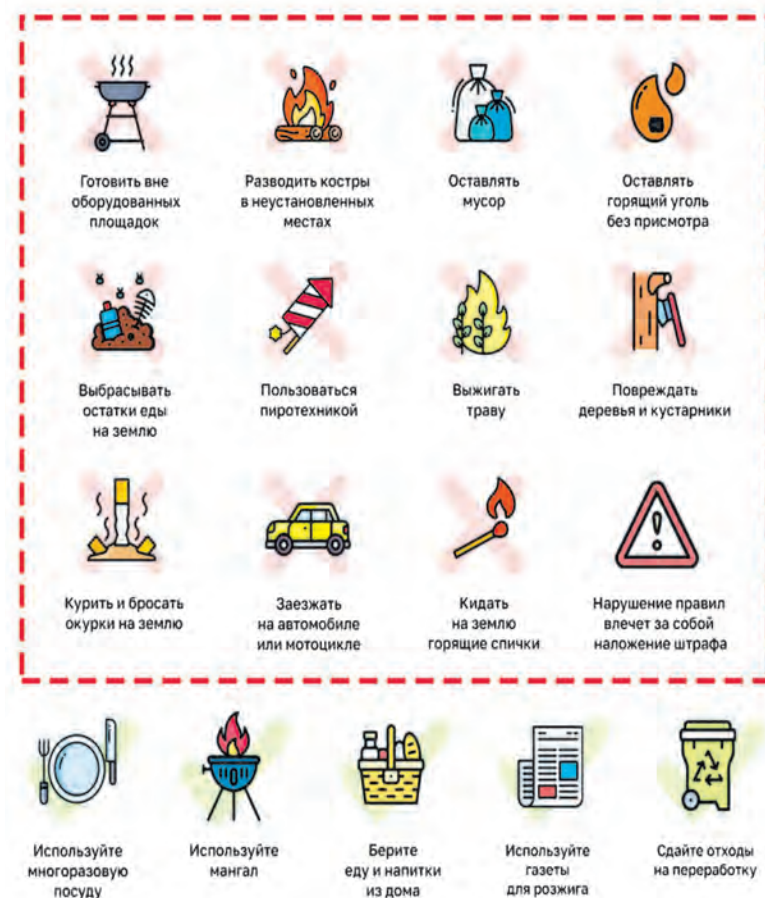 Готовить вне
оборудованных
площадок
Разводить костры
в неустановленных
местах
Оставлять
мусор
Оставлять
горящий уголь
без присмотра
Выбрасывать
остатки еды
на землю
Пользоваться
пиротехникой
Выжигать
траву
Повреждать
деревья и кустарники
Курить и бросать
окурки на землю
Заезжать
на автомобиле
или мотоцикле
Кидать
на землю
горящие спички
Нарушение правил
влечет за собой
наложение штрафа
Используйте
многоразовую
посуду
Используйте
мангал
Берите
еду и напитки
из дома
Используйте
газеты
для розжига
Сдайте отходы
на переработку